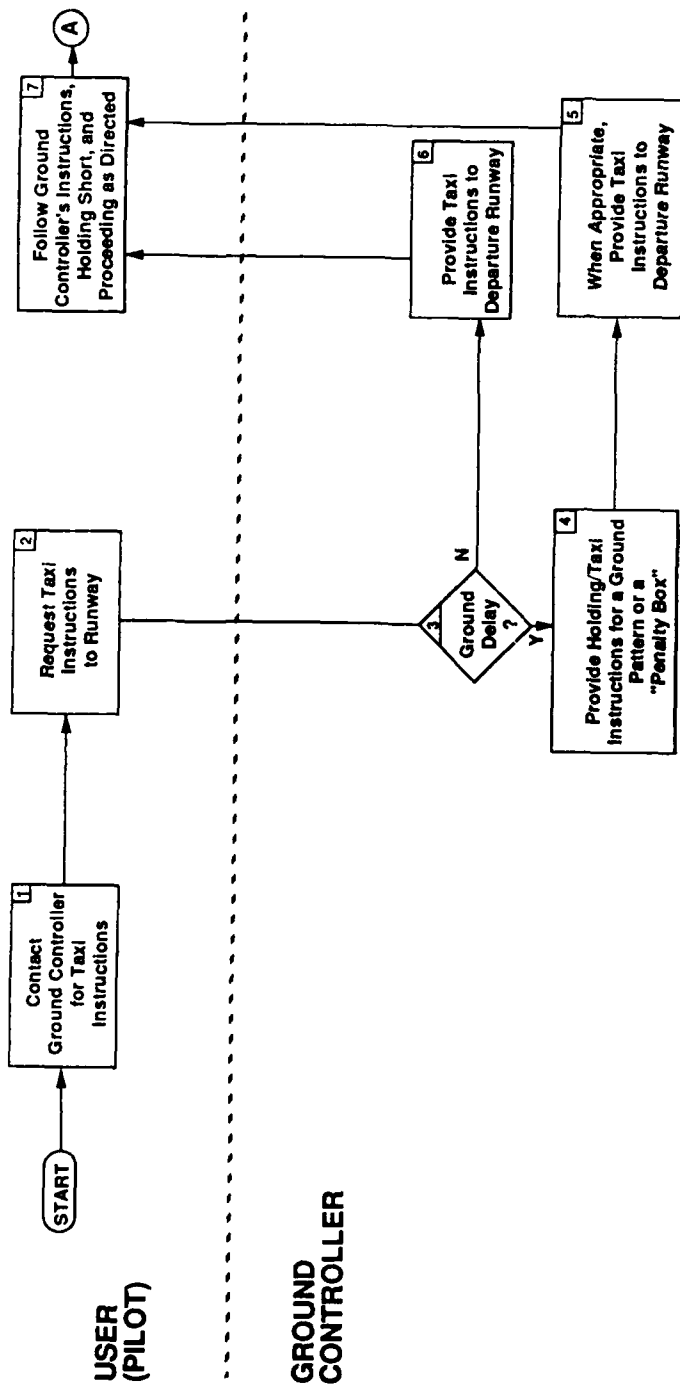 USER
(PILOT)
START
1
Contact
Ground Controller
for Taxi
Instructions
2
Request Taxi
Instructions
to Runway
7
Follow Ground
Controller's Instructions,
Holding Short, and
Proceeding as Directed
A
GROUND
CONTROLLER
3
Ground
Delay
?
N
Y
6
Provide Taxi
Instructions to
Departure Runway
4
Provide Holding/Taxi
Instructions for a Ground
Pattern or a
"Penalty Box"
5
When Appropriate,
Provide Taxi
Instructions to
Departure Runway